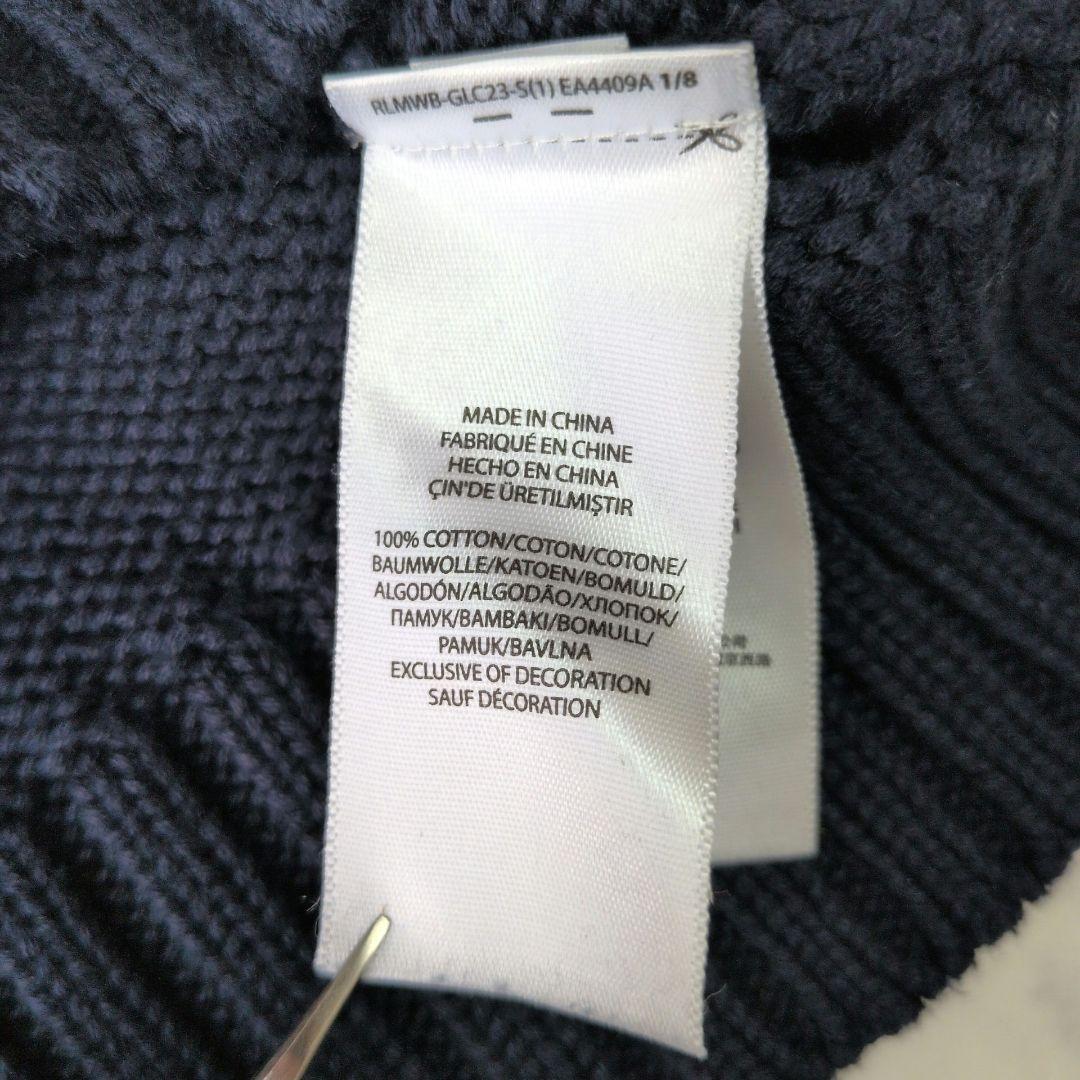 RLMWB-GLC23-S(1) EA4409A 1/8
MADE IN CHINA
FABRIQUÉ EN CHINE
HECHO EN CHINA
ÇIN'DE ÜRETILMIŞTIR
100% COTTON/COTON/COTONE/
BAUMWOLLE/KATOEN/BOMULD/
ALGODÓN/ALGODÃO/ХЛОПОК/
ПАМУК/BAMBAKI/BOMULL/
PAMUK/BAVLNA
EXCLUSIVE OF DECORATION
SAUF DÉCORATION